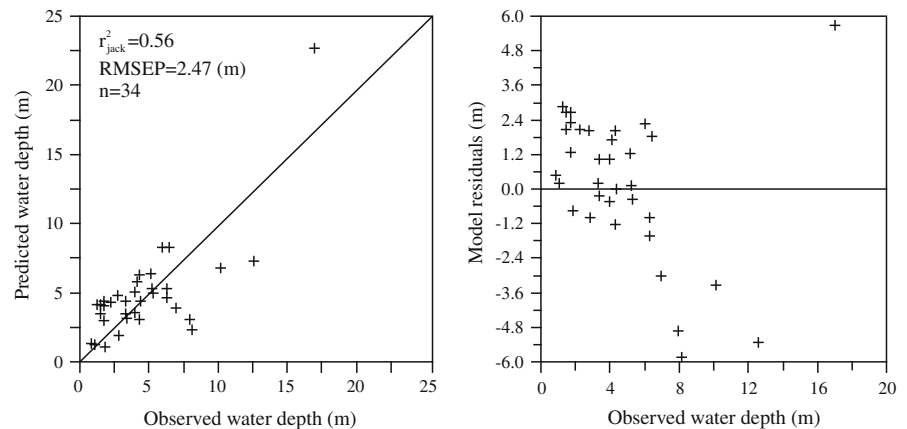 25
20
15
10
5
0
Predicted water depth (m)
r²jack=0.56
RMSEP=2.47 (m)
n=34
0 5 10 15 20 25
Observed water depth (m)
6.0
4.8
3.6
2.4
1.2
0.0
-1.2
-2.4
-3.6
-4.8
-6.0
Model residuals (m)
0 4 8 12 16 20
Observed water depth (m)